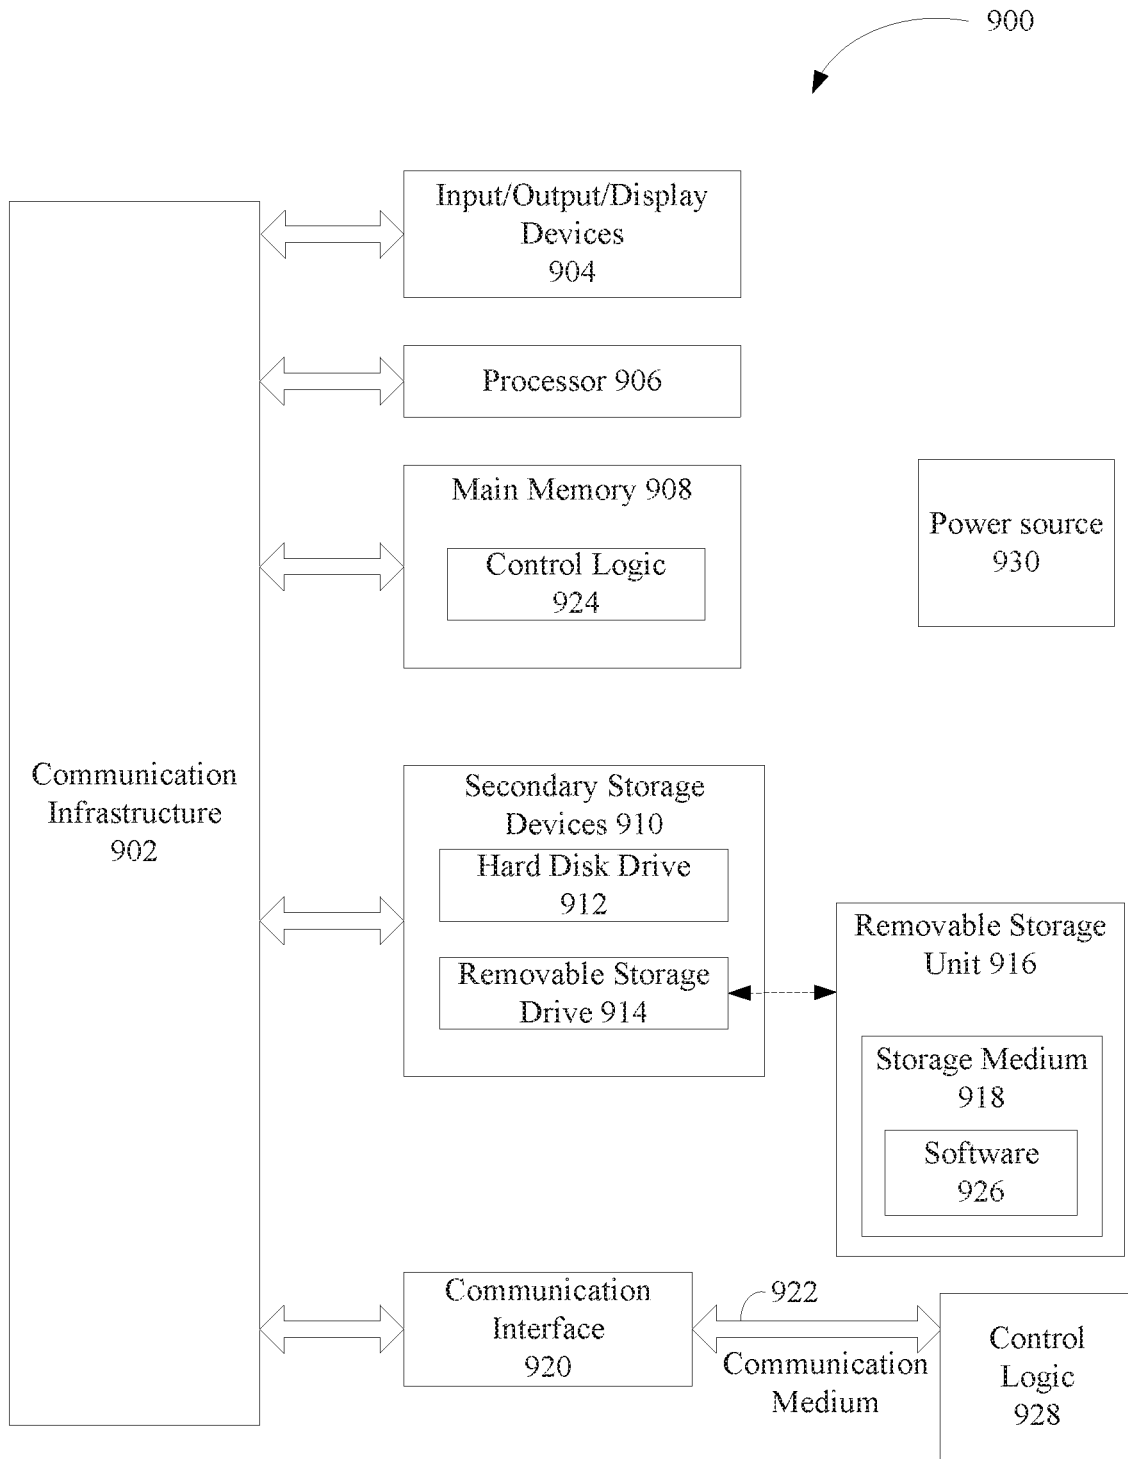 900
Input/Output/Display
Devices
904
Processor 906
Main Memory 908
Control Logic
924
Power source
930
Communication
Infrastructure
902
Secondary Storage
Devices 910
Hard Disk Drive
912
Removable Storage
Drive 914
Removable Storage
Unit 916
Storage Medium
918
Software
926
Communication
Interface
920
922
Communication
Medium
Control
Logic
928